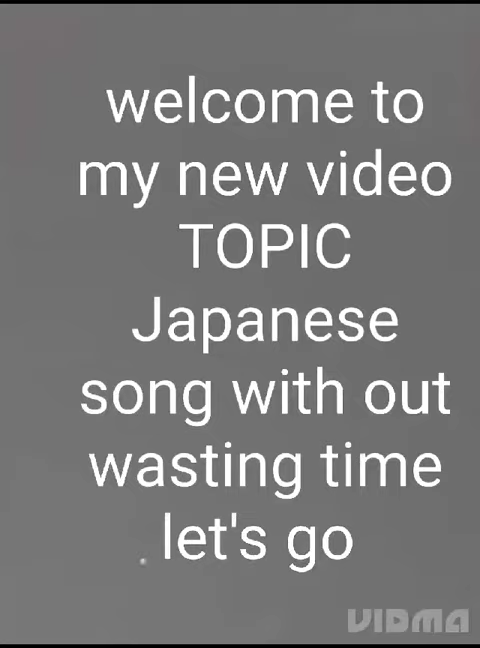 welcome to
my new video
TOPIC
Japanese
song with out
wasting time
let's go
VIDMA